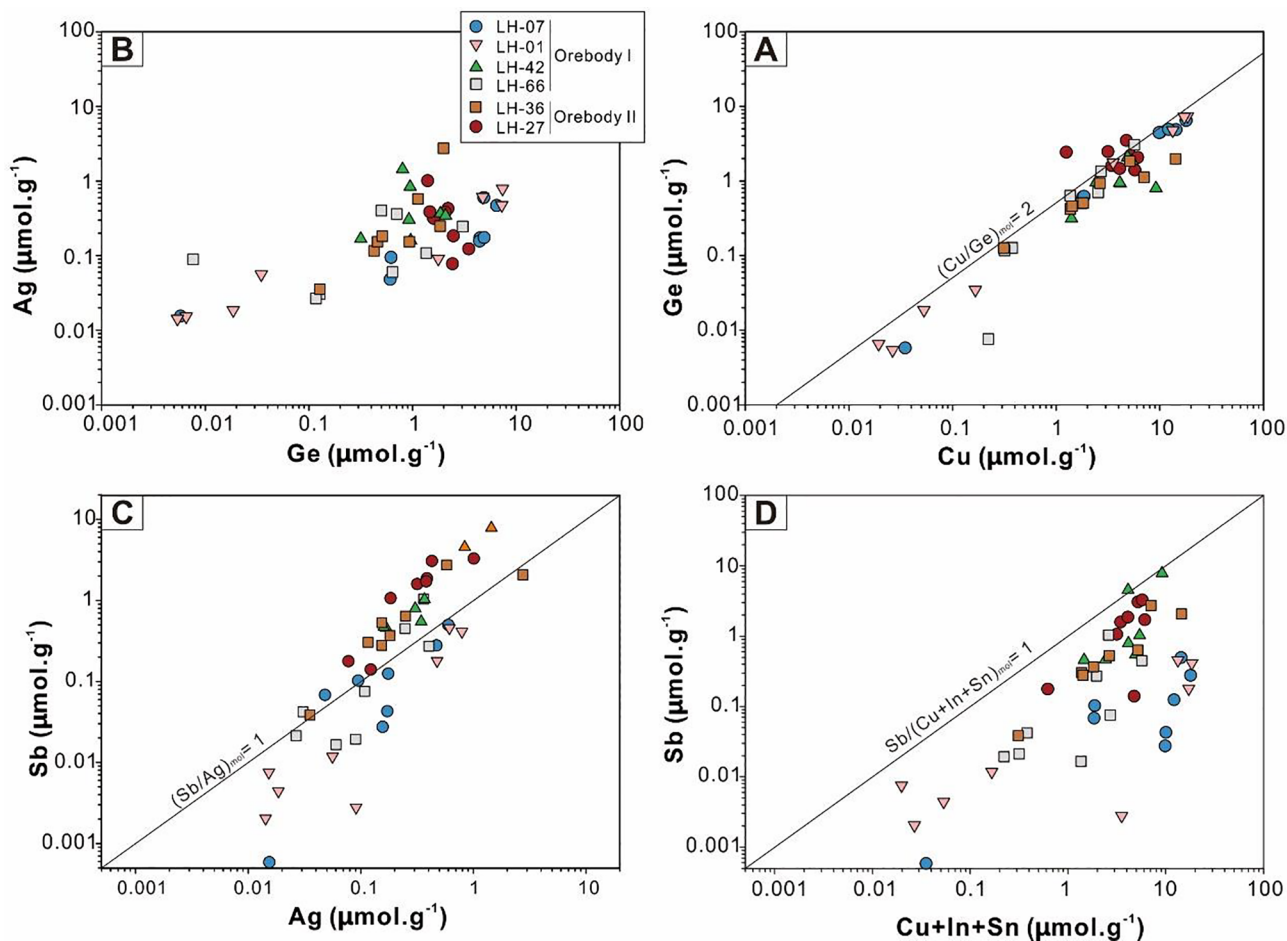 B
100
10
1
0.1
0.01
0.001
0.001
0.01
0.1
1
10
100
Ag (µmol.g⁻¹)
Ge (µmol.g⁻¹)
LH-07
LH-01
LH-42
LH-66
Orebody I
LH-36
LH-27
Orebody II
A
100
10
1
0.1
0.01
0.001
0.001
0.01
0.1
1
10
100
Ge (µmol.g⁻¹)
Cu (µmol.g⁻¹)
(Cu/Ge)mol= 2
C
10
1
0.1
0.01
0.001
0.001
0.01
0.1
1
10
Sb (µmol.g⁻¹)
Ag (µmol.g⁻¹)
(Sb/Ag)mol= 1
D
100
10
1
0.1
0.01
0.001
0.001
0.01
0.1
1
10
100
Sb (µmol.g⁻¹)
Cu+In+Sn (µmol.g⁻¹)
Sb/(Cu+In+Sn)mol= 1